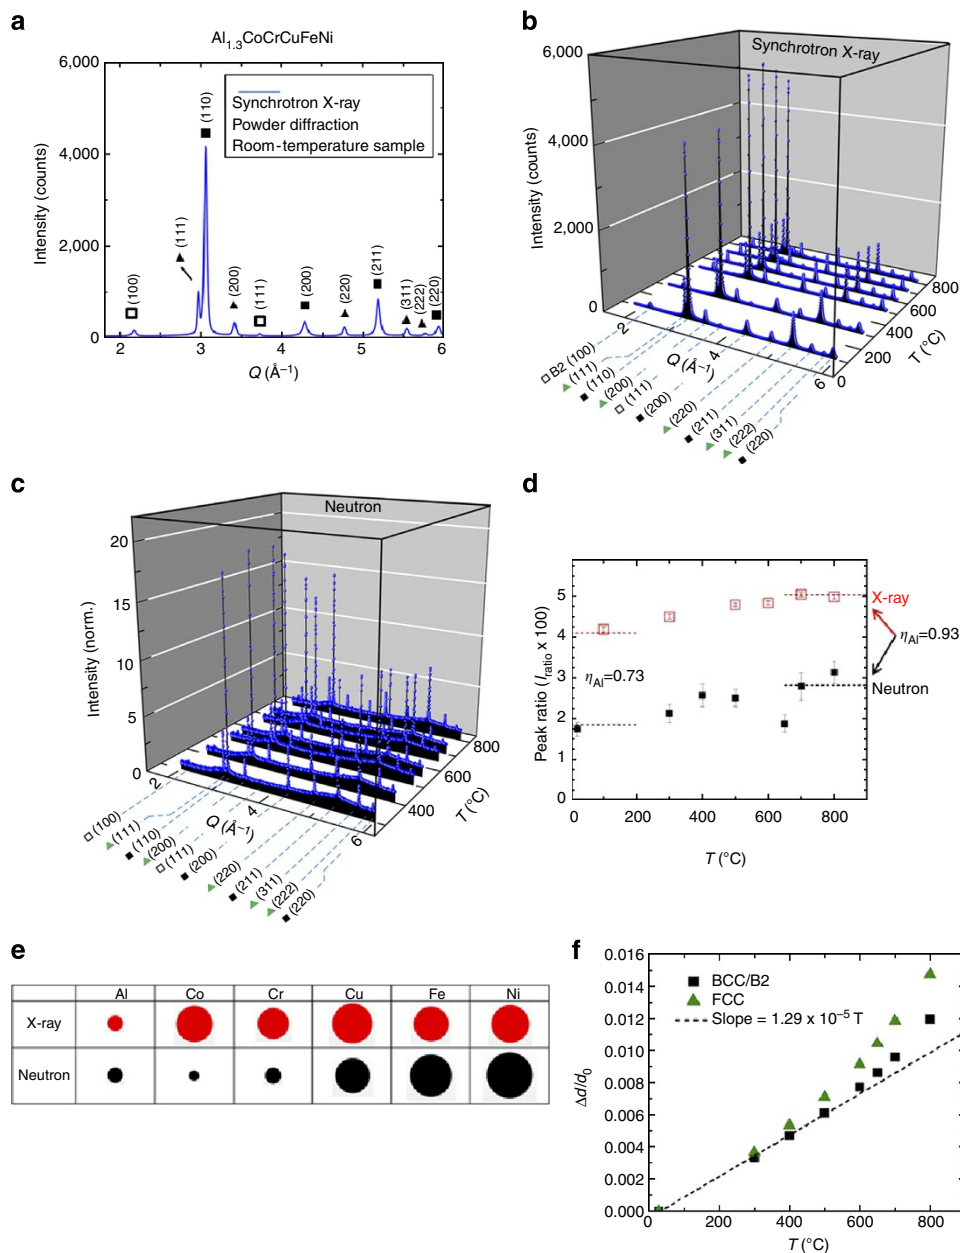 a
Al1.3CoCrCuFeNi
6,000
4,000
2,000
0
Intensity (counts)
Synchrotron X-ray
Powder diffraction
Room-temperature sample
(100)
(111)
(110)
(200)
(111)
(200)
(220)
(211)
(311)
(222)
(220)
2
3
4
5
6
Q (Å−1)
b
Synchrotron X-ray
6,000
4,000
2,000
0
Intensity (counts)
2
4
6
Q (Å−1)
0
200
400
600
800
T (°C)
B2 (100)
(111)
(110)
(200)
(111)
(200)
(220)
(211)
(311)
(222)
(220)
c
Neutron
20
15
10
5
0
Intensity (norm.)
2
4
6
Q (Å−1)
400
600
800
T (°C)
(100)
(111)
(110)
(200)
(111)
(200)
(220)
(211)
(311)
(222)
(220)
d
5
4
3
2
1
0
Peak ratio (Iratio x 100)
X-ray
ηAl=0.93
ηAl=0.73
Neutron
0
200
400
600
800
T (°C)
e
Al Co Cr Cu Fe Ni
X-ray
Neutron
f
0.016
0.014
0.012
0.010
0.008
0.006
0.004
0.002
0.000
Δd/d0
BCC/B2
FCC
Slope = 1.29 x 10−5 T
0
200
400
600
800
T (°C)